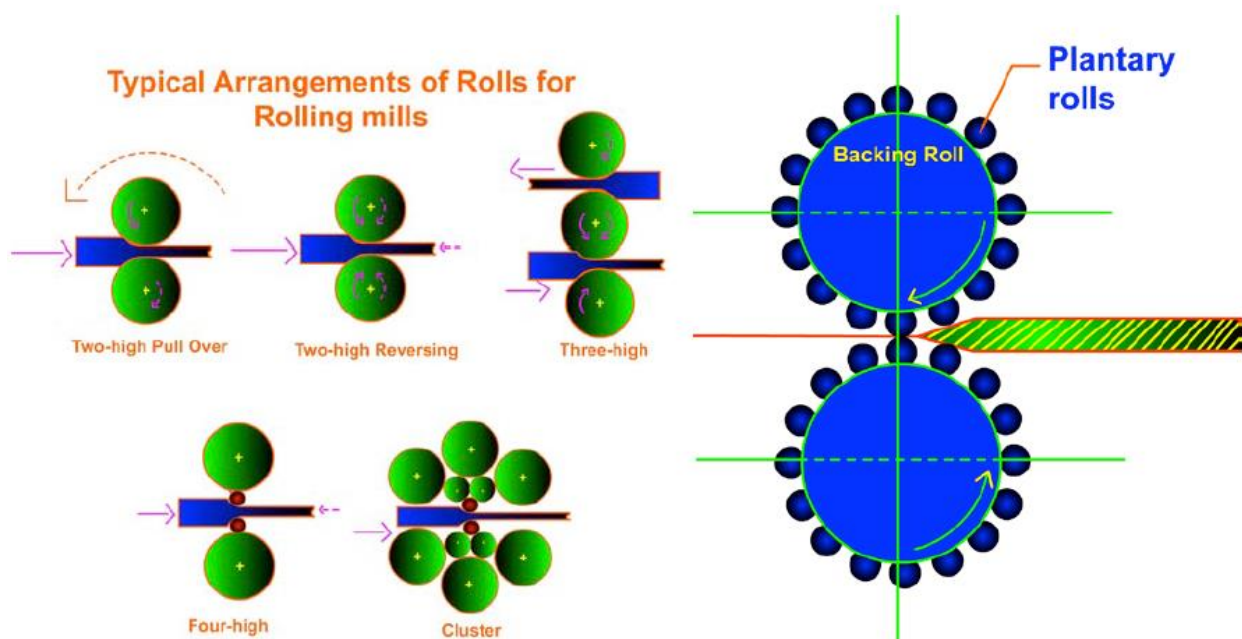 Typical Arrangements of Rolls for
Rolling mills
Two-high Pull Over
Two-high Reversing
Three-high
Four-high
Cluster
Plantary
rolls
Backing Roll